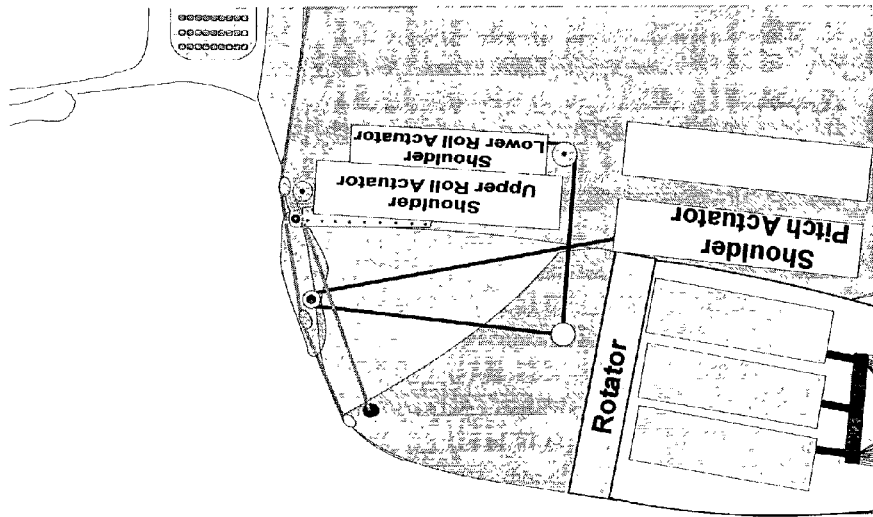 Shoulder
Lower Roll Actuator
Shoulder
Upper Roll Actuator
Shoulder
Pitch Actuator
Rotator